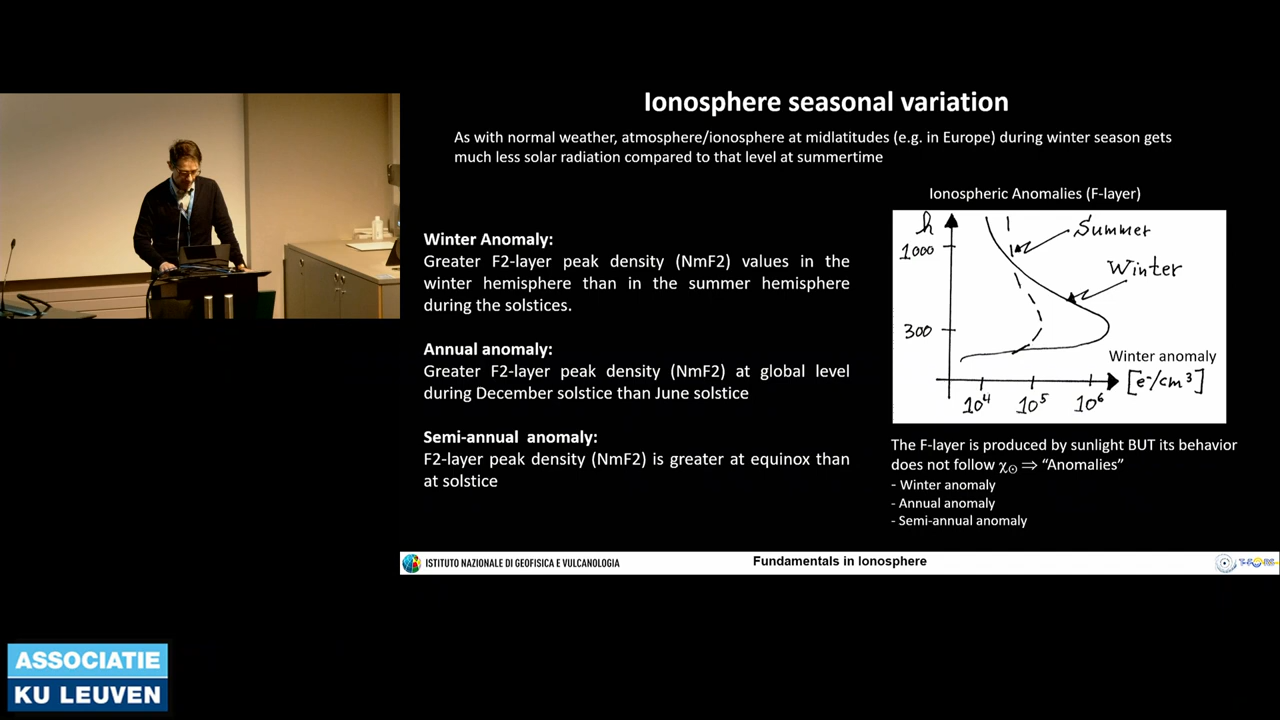 Ionosphere seasonal variation
As with normal weather, atmosphere/ionosphere at midlatitudes (e.g. in Europe) during winter season gets
much less solar radiation compared to that level at summertime
Winter Anomaly:
Greater F2-layer peak density (NmF2) values in the
winter hemisphere than in the summer hemisphere
during the solstices.
Annual anomaly:
Greater F2-layer peak density (NmF2) at global level
during December solstice than June solstice
Semi-annual anomaly:
F2-layer peak density (NmF2) is greater at equinox than
at solstice
Ionospheric Anomalies (F-layer)
h
1000
Summer
Winter
300
Winter anomaly
[e⁻/cm³]
10⁴ 10⁵ 10⁶
The F-layer is produced by sunlight BUT its behavior
does not follow χ☉ ⇒ “Anomalies”
- Winter anomaly
- Annual anomaly
- Semi-annual anomaly
ISTITUTO NAZIONALE DI GEOFISICA E VULCANOLOGIA
Fundamentals in Ionosphere
ASSOCIATIE
KU LEUVEN